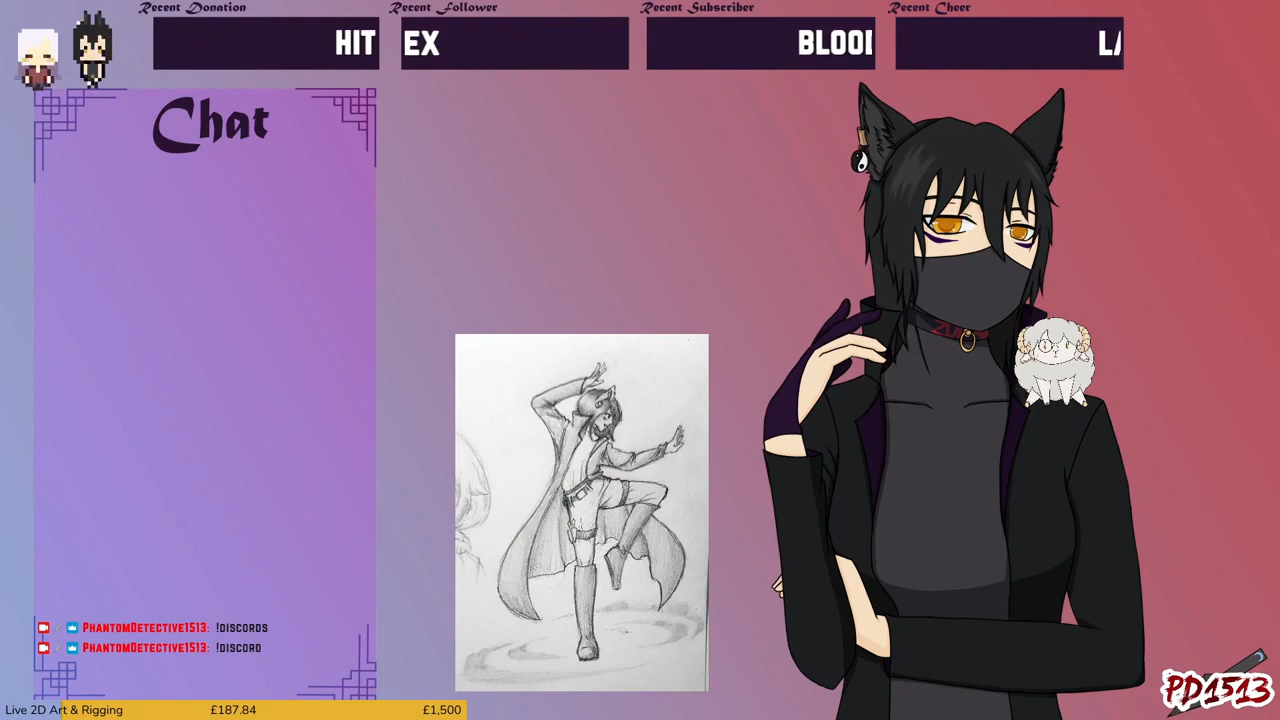 Recent Donation
Recent Follower
Recent Subscriber
Recent Cheer
HIT
EX
Chat
PhantomDetective1513: !discords
PhantomDetective1513: !discord
Live 2D Art & Rigging £187.84 £1,500
PD1513